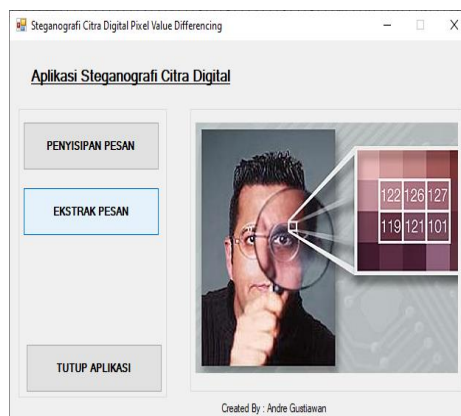 Steganografi Citra Digital Pixel Value Differencing
Aplikasi Steganografi Citra Digital
PENYISIPAN PESAN
EKSTRAK PESAN
TUTUP APLIKASI
122 126 127
119 121 101
Created By : Andre Gustiawan